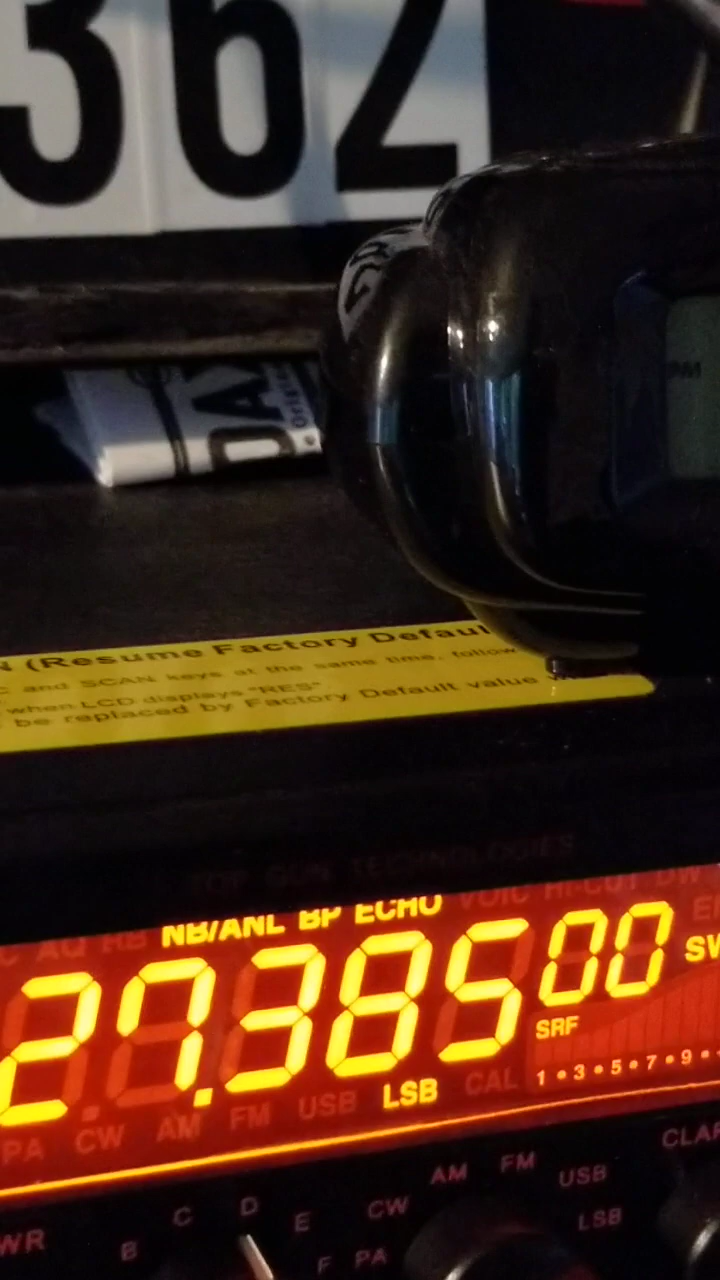 362
DAY
Origin
N (Resume Factory Defaul
C and SCAN keys at the same time, follow
when LCD displays "RES"
be replaced by Factory Default value
TOP GUN TECHNOLOGIES
C AQ RB NB/ANL BP ECHO VOIC HI-CUT DW E
27.38500 SW
SRF
1•3•5•7•9•
PA CW AM FM USB LSB CAL
WR B C D E F PA CW AM FM USB LSB CLAR